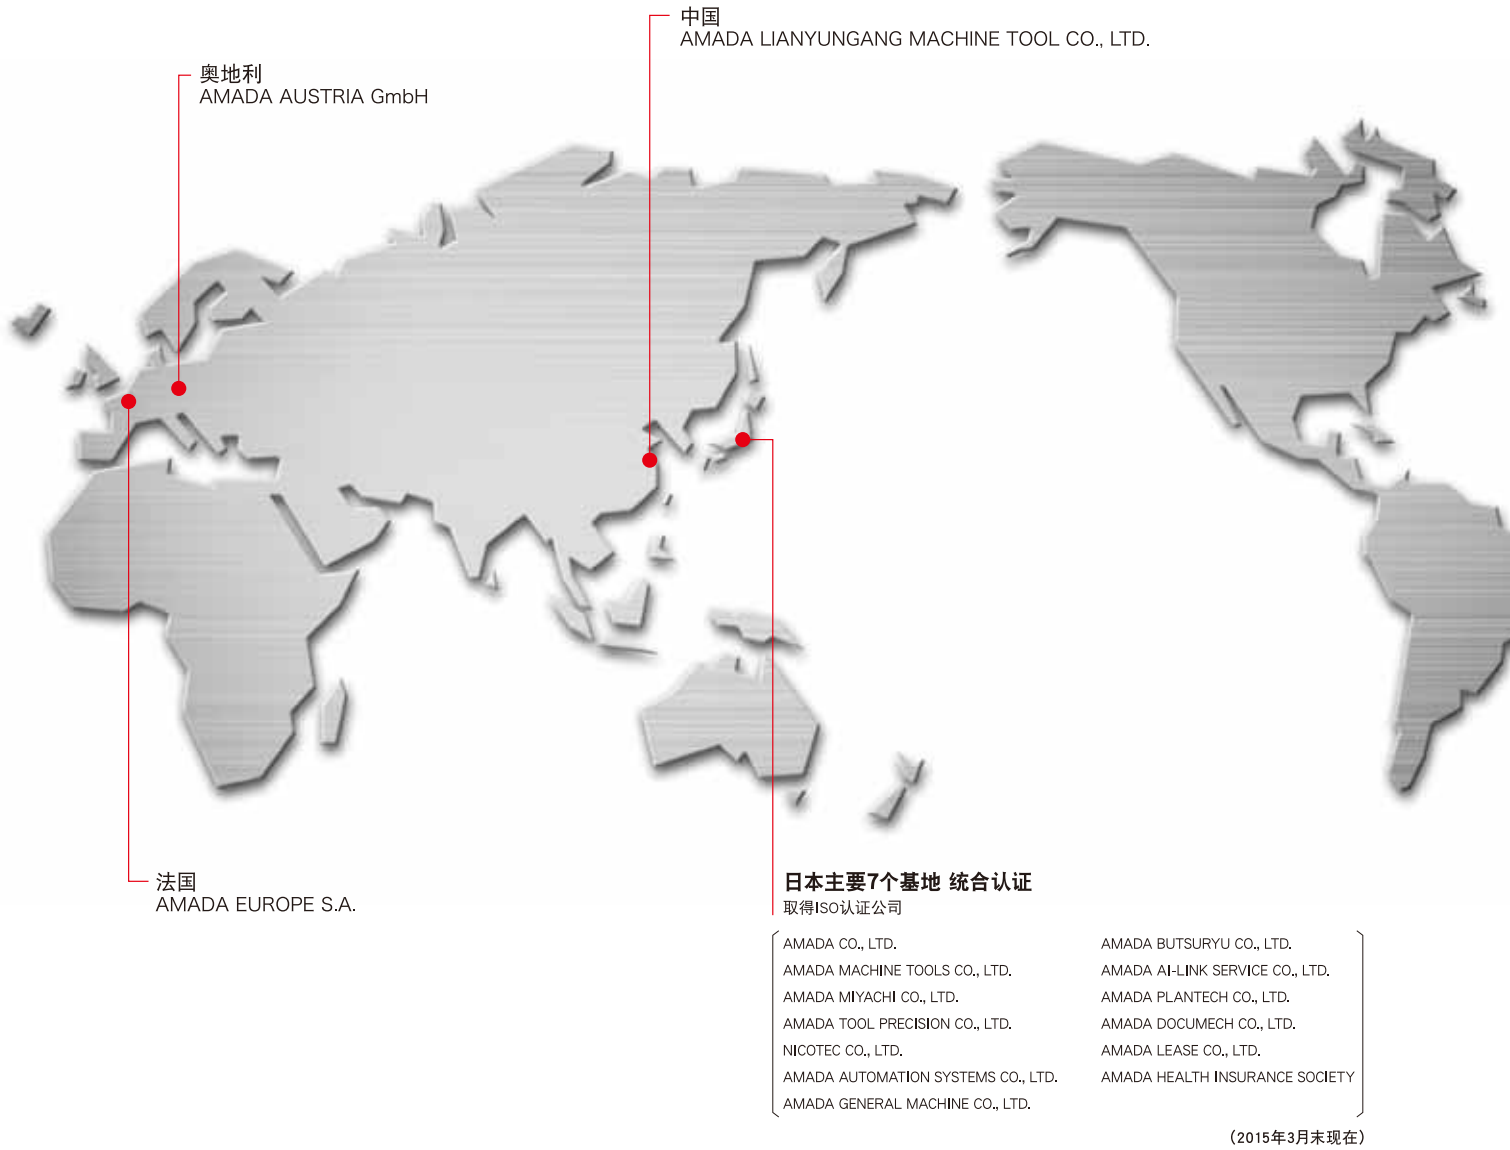 中国
AMADA LIANYUNGANG MACHINE TOOL CO., LTD.
奥地利
AMADA AUSTRIA GmbH
法国
AMADA EUROPE S.A.
日本主要7个基地 统合认证
取得ISO认证公司
AMADA CO., LTD.
AMADA MACHINE TOOLS CO., LTD.
AMADA MIYACHI CO., LTD.
AMADA TOOL PRECISION CO., LTD.
NICOTEC CO., LTD.
AMADA AUTOMATION SYSTEMS CO., LTD.
AMADA GENERAL MACHINE CO., LTD.
AMADA BUTSURYU CO., LTD.
AMADA AI-LINK SERVICE CO., LTD.
AMADA PLANTECH CO., LTD.
AMADA DOCUMECH CO., LTD.
AMADA LEASE CO., LTD.
AMADA HEALTH INSURANCE SOCIETY
（2015年3月末现在）